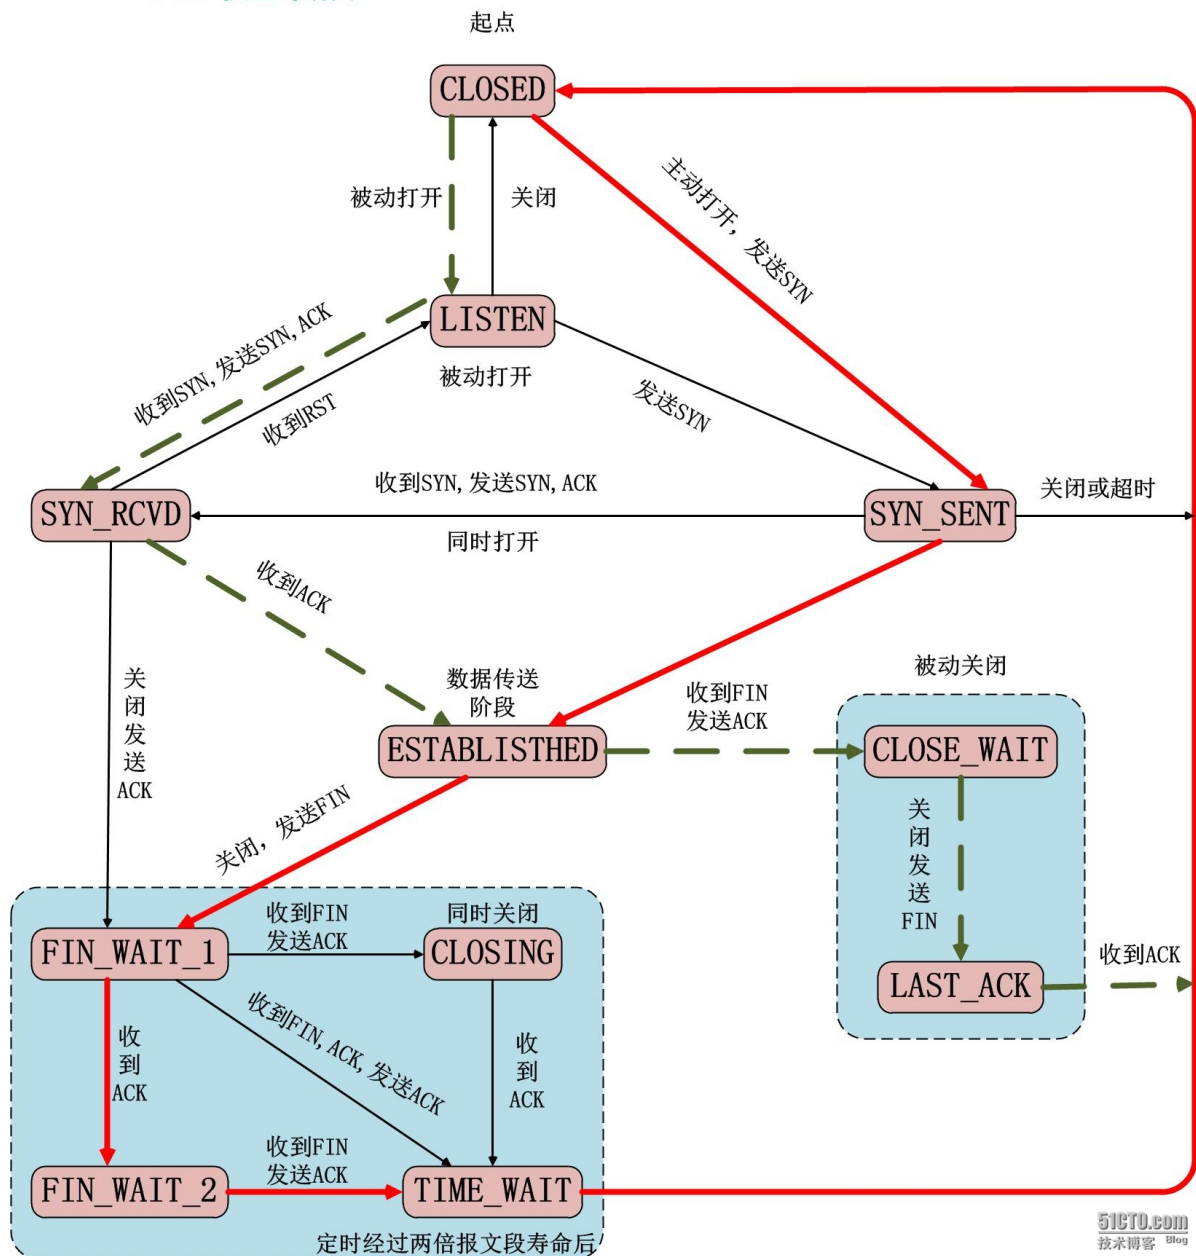 起点
CLOSED
被动打开
关闭
主动打开，发送SYN
LISTEN
被动打开
收到SYN,发送SYN,ACK
收到RST
发送SYN
收到SYN,发送SYN,ACK
关闭或超时
SYN_RCVD
SYN_SENT
同时打开
收到ACK
数据传送
阶段
收到FIN
发送ACK
被动关闭
关
闭
发
送
ACK
ESTABLISTHED
CLOSE_WAIT
关闭，发送FIN
关
闭
发
送
FIN
收到FIN
发送ACK
同时关闭
FIN_WAIT_1
CLOSING
收到ACK
LAST_ACK
收到FIN,ACK,发送ACK
收
到
ACK
收
到
ACK
收到FIN
发送ACK
FIN_WAIT_2
TIME_WAIT
定时经过两倍报文段寿命后
51CTO.com
技术博客 Blog